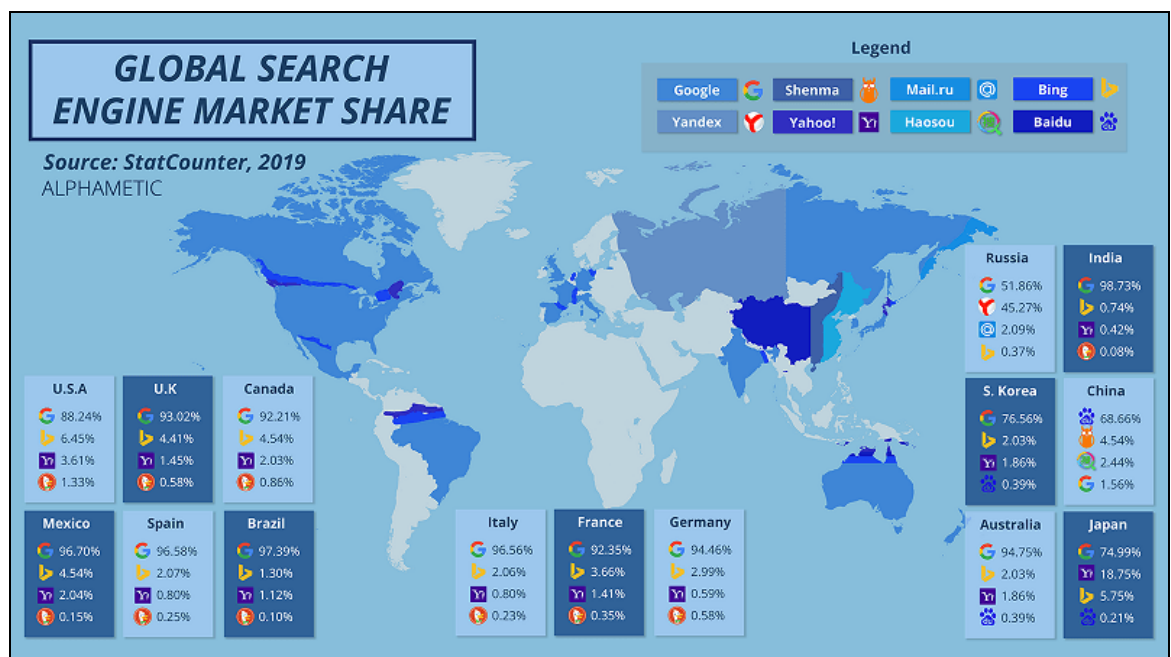 GLOBAL SEARCH
ENGINE MARKET SHARE
Source: StatCounter, 2019
ALPHAMETIC
Legend
Google
Shenma
Mail.ru
Bing
Yandex
Yahoo!
Haosou
Baidu
Russia
51.86%
45.27%
2.09%
0.37%
India
98.73%
0.74%
0.42%
0.08%
U.S.A
88.24%
6.45%
3.61%
1.33%
U.K
93.02%
4.41%
1.45%
0.58%
Canada
92.21%
4.54%
2.03%
0.86%
S. Korea
76.56%
2.03%
1.86%
0.39%
China
68.66%
4.54%
2.44%
1.56%
Mexico
96.70%
4.54%
2.04%
0.15%
Spain
96.58%
2.07%
0.80%
0.25%
Brazil
97.39%
1.30%
1.12%
0.10%
Italy
96.56%
2.06%
0.80%
0.23%
France
92.35%
3.66%
1.41%
0.35%
Germany
94.46%
2.99%
0.59%
0.58%
Australia
94.75%
2.03%
1.86%
0.39%
Japan
74.99%
18.75%
5.75%
0.21%